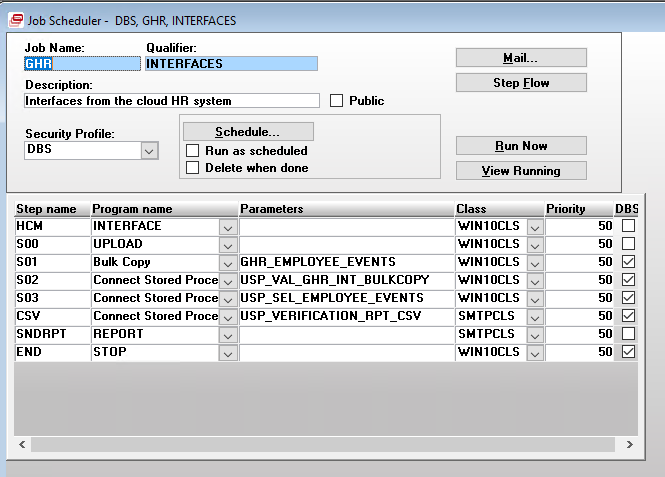 Job Scheduler -  DBS, GHR, INTERFACES
Job Name: Qualifier:
GHR INTERFACES
Mail...
Description:
Step Flow
Interfaces from the cloud HR system Public
Security Profile: Schedule...
DBS Run as scheduled Run Now
Delete when done View Running
Step name Program name Parameters Class Priority DBS
HCM INTERFACE WIN10CLS 50
S00 UPLOAD WIN10CLS 50
S01 Bulk Copy GHR_EMPLOYEE_EVENTS WIN10CLS 50
S02 Connect Stored Proce USP_VAL_GHR_INT_BULKCOPY WIN10CLS 50
S03 Connect Stored Proce USP_SEL_EMPLOYEE_EVENTS WIN10CLS 50
CSV Connect Stored Proce USP_VERIFICATION_RPT_CSV SMTPCLS 50
SNDRPT REPORT SMTPCLS 50
END STOP WIN10CLS 50